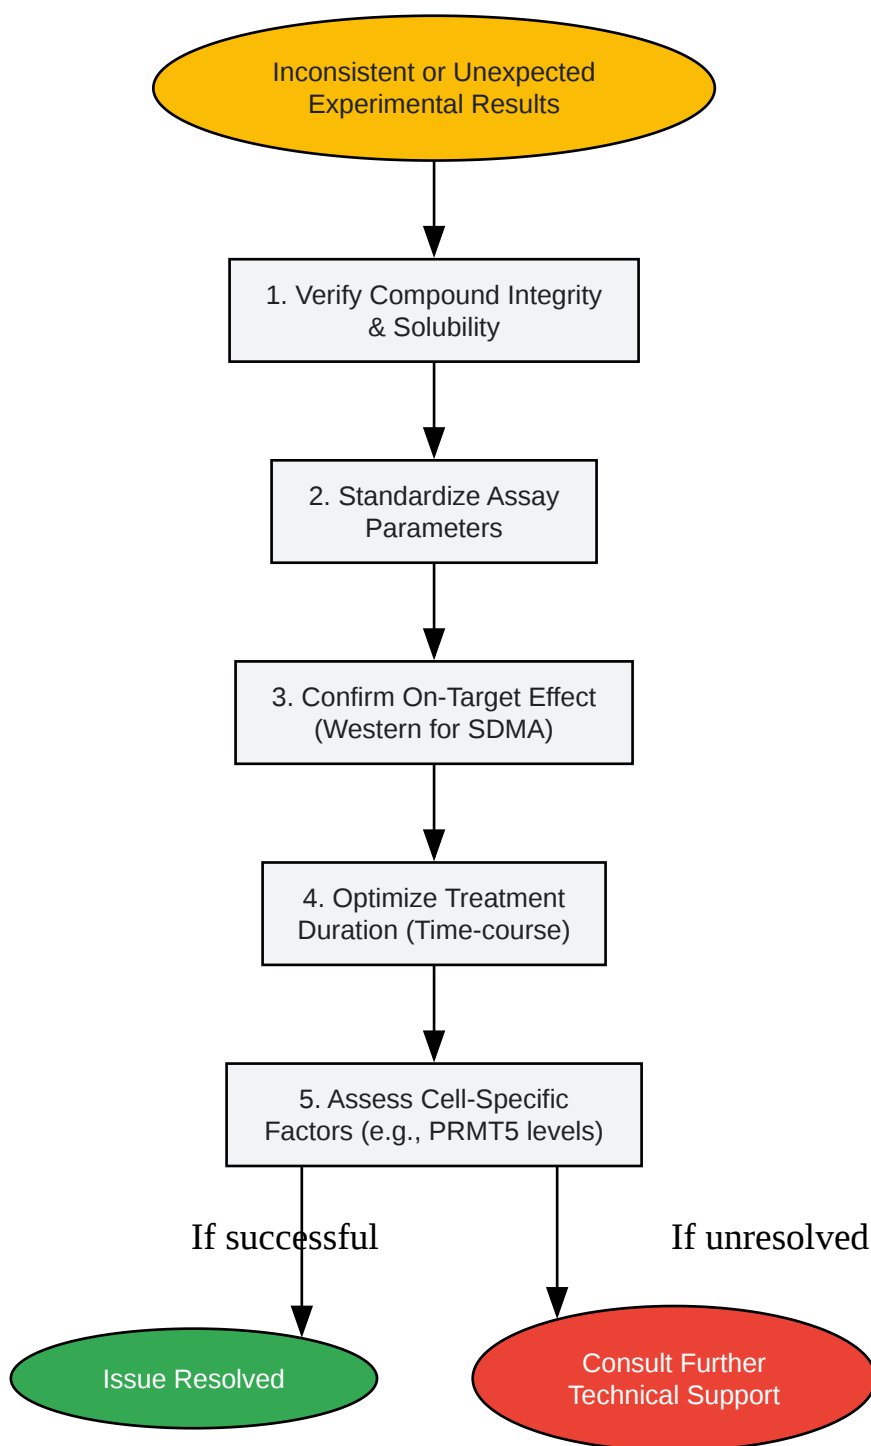 Inconsistent or Unexpected
Experimental Results
1. Verify Compound Integrity
& Solubility
2. Standardize Assay
Parameters
3. Confirm On-Target Effect
(Western for SDMA)
4. Optimize Treatment
Duration (Time-course)
5. Assess Cell-Specific
Factors (e.g., PRMT5 levels)
If successful
If unresolved
Issue Resolved
Consult Further
Technical Support